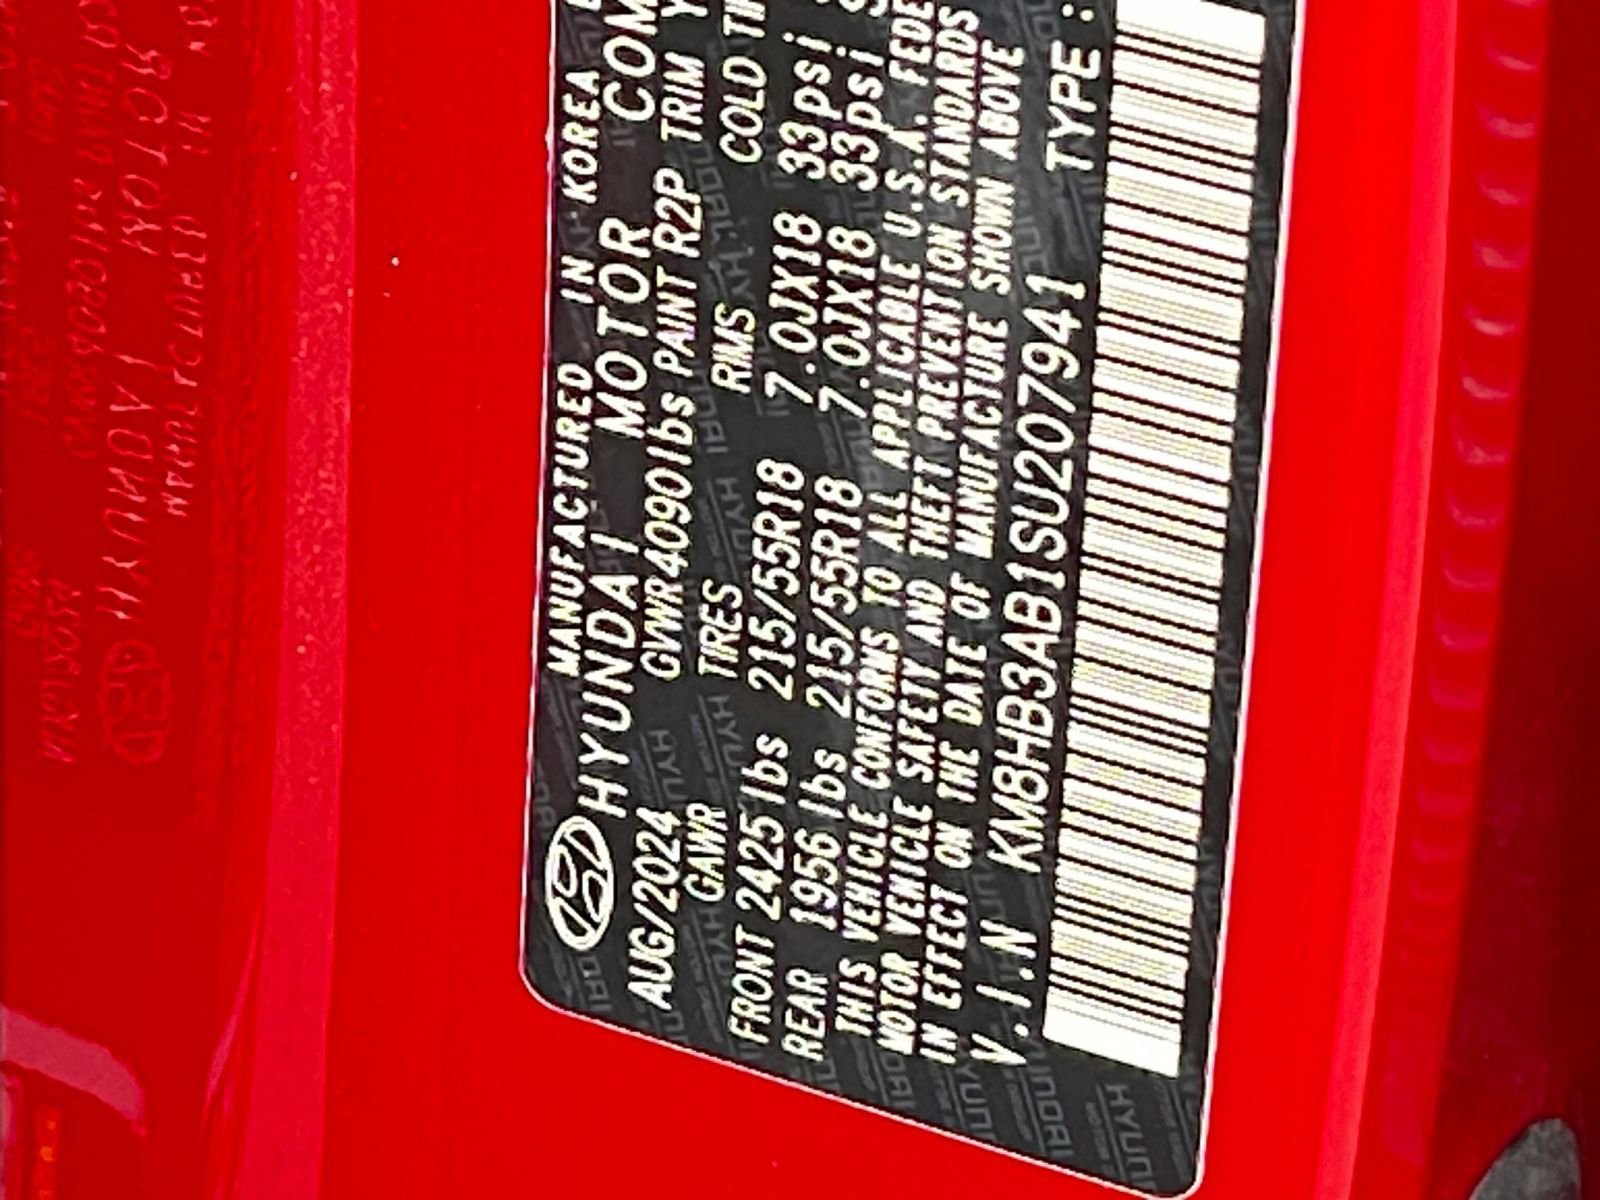 MANUFACTURED IN KOREA
HYUNDAI MOTOR COM
AUG/2024 GVWR4090lbs PAINT R2P TRIM Y
GAWR TIRES RIMS COLD TI
FRONT 2425lbs 215/55R18 7.0JX18 33psi
REAR 1956lbs 215/55R18 7.0JX18 33psi
THIS VEHICLE CONFORMS TO ALL APPLICABLE U.S.A. FEDE
MOTOR VEHICLE SAFETY AND THEFT PREVENTION STANDARDS
IN EFFECT ON THE DATE OF MANUFACTURE SHOWN ABOVE
V.I.N KM8HB3AB1SU207941 TYPE :